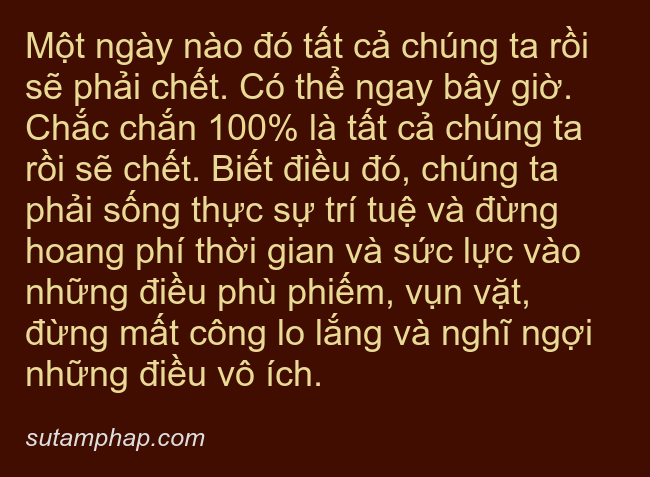 Một ngày nào đó tất cả chúng ta rồi
sẽ phải chết. Có thể ngay bây giờ.
Chắc chắn 100% là tất cả chúng ta
rồi sẽ chết. Biết điều đó, chúng ta
phải sống thực sự trí tuệ và đừng
hoang phí thời gian và sức lực vào
những điều phù phiếm, vụn vặt,
đừng mất công lo lắng và nghĩ ngợi
những điều vô ích.
sutamphap.com